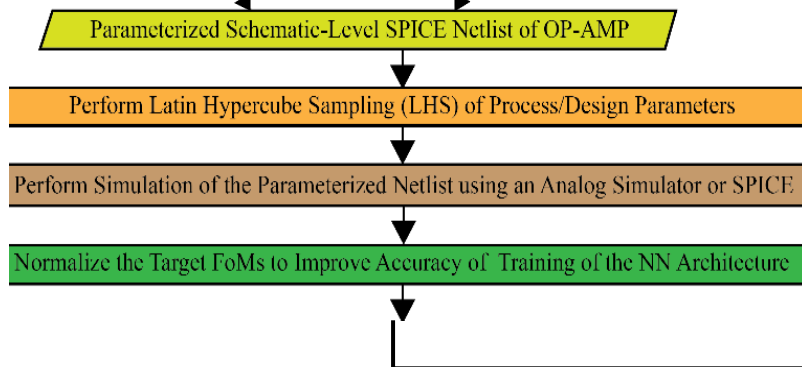 Parameterized Schematic-Level SPICE Netlist of OP-AMP
Perform Latin Hypercube Sampling (LHS) of Process/Design Parameters
Perform Simulation of the Parameterized Netlist using an Analog Simulator or SPICE
Normalize the Target FoMs to Improve Accuracy of Training of the NN Architecture